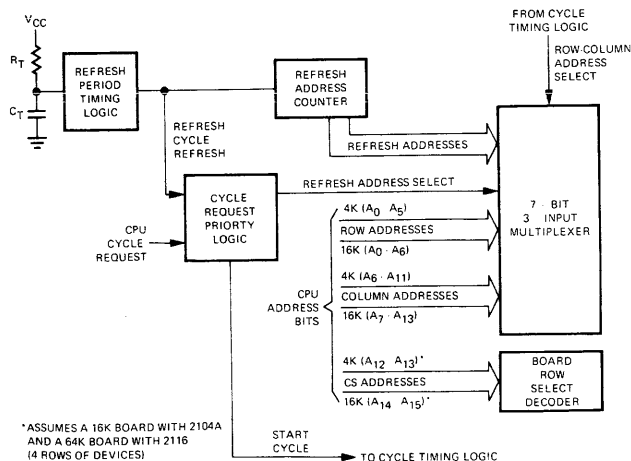 FROM CYCLE
TIMING LOGIC
ROW-COLUMN
ADDRESS
SELECT
VCC
RT
CT
REFRESH
PERIOD
TIMING
LOGIC
REFRESH
ADDRESS
COUNTER
REFRESH
CYCLE
REFRESH
REFRESH ADDRESSES
CYCLE
REQUEST
PRIORTY
LOGIC
REFRESH ADDRESS SELECT
CPU
CYCLE
REQUEST
7 - BIT
3 INPUT
MULTIPLEXER
4K (A0 A5)
ROW ADDRESSES
16K (A0 - A6)
4K (A6 - A11)
COLUMN ADDRESSES
16K (A7 - A13)
CPU
ADDRESS
BITS
4K (A12 A13)*
CS ADDRESSES
16K (A14 A15)*
BOARD
ROW
SELECT
DECODER
*ASSUMES A 16K BOARD WITH 2104A
AND A 64K BOARD WITH 2116
(4 ROWS OF DEVICES)
START
CYCLE
TO CYCLE TIMING LOGIC